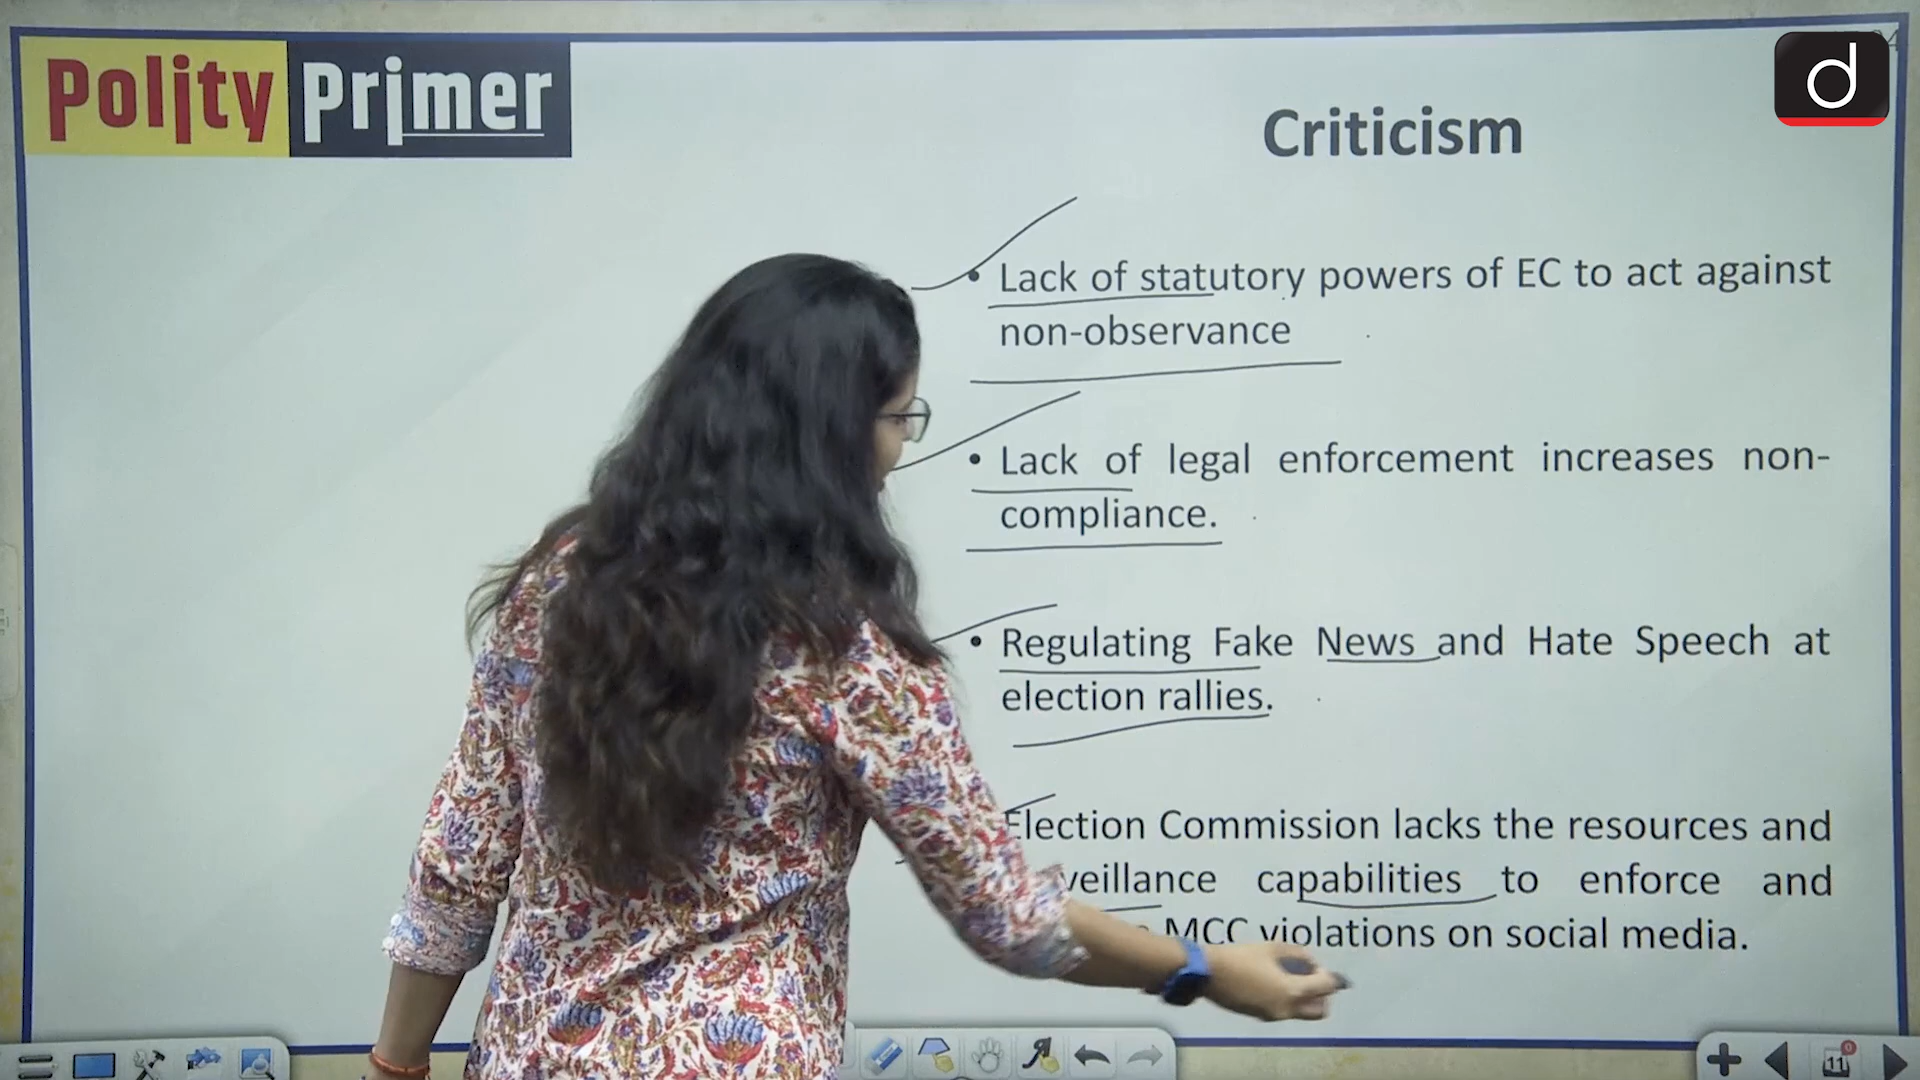 Polity Primer
d
Criticism
• Lack of statutory powers of EC to act against
non-observance
• Lack of legal enforcement increases non-
compliance.
• Regulating Fake News and Hate Speech at
election rallies.
Election Commission lacks the resources and
capabilities to enforce and
MCC violations on social media.
11